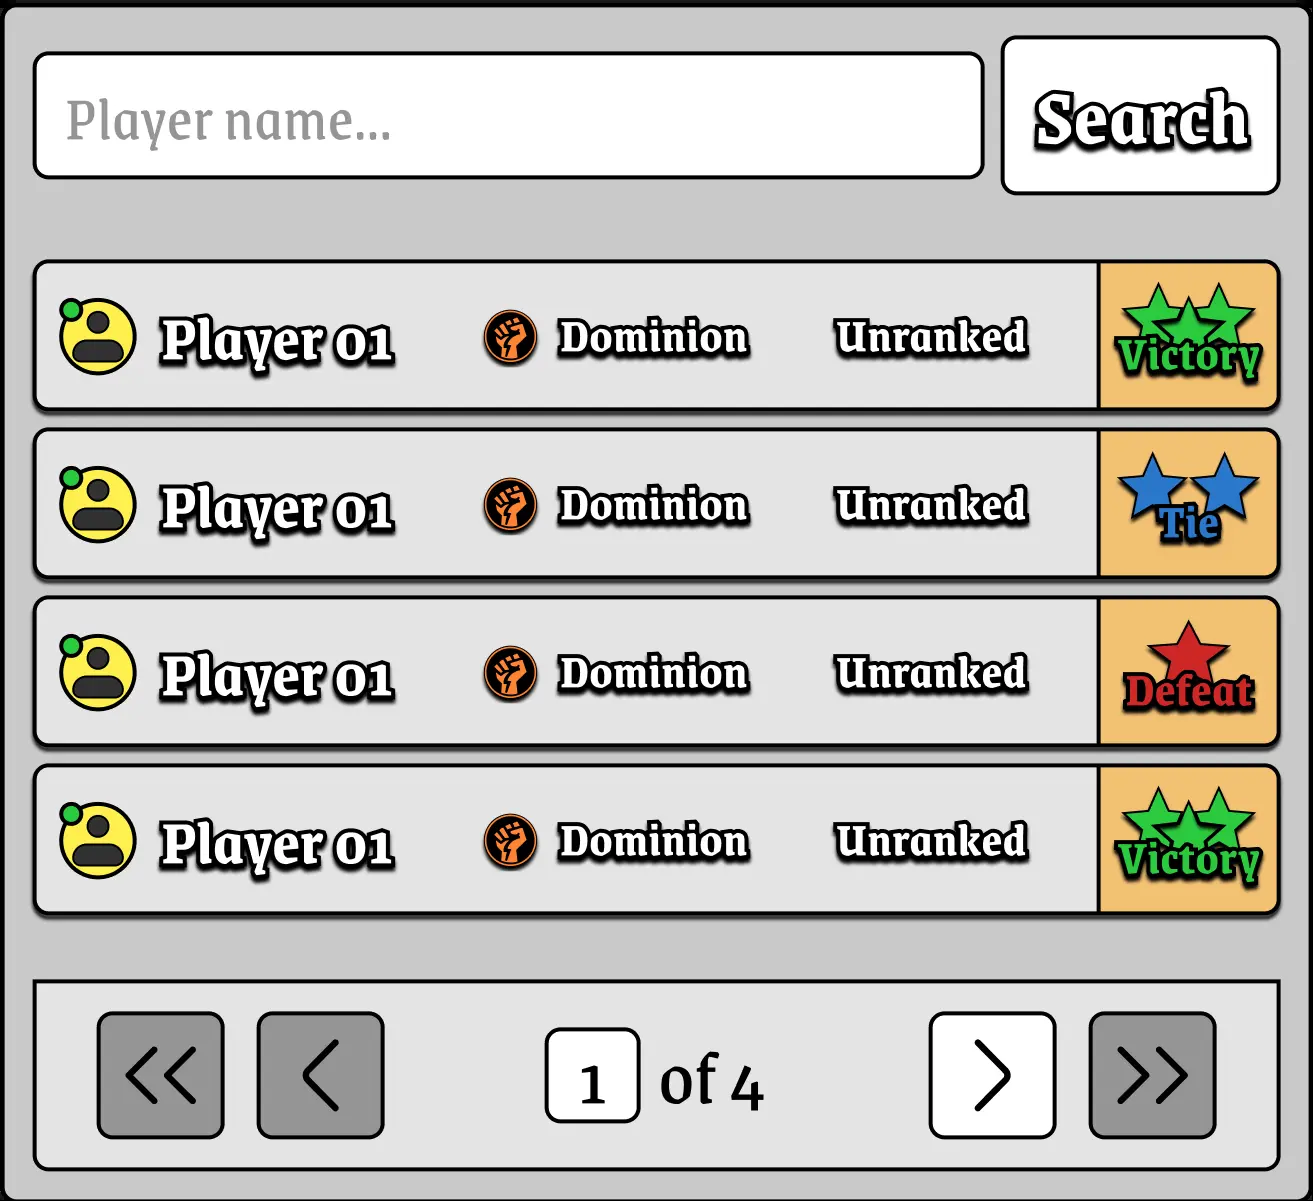 Player name...
Search
Player 01 Dominion Unranked Victory
Player 01 Dominion Unranked Tie
Player 01 Dominion Unranked Defeat
Player 01 Dominion Unranked Victory
1 of 4